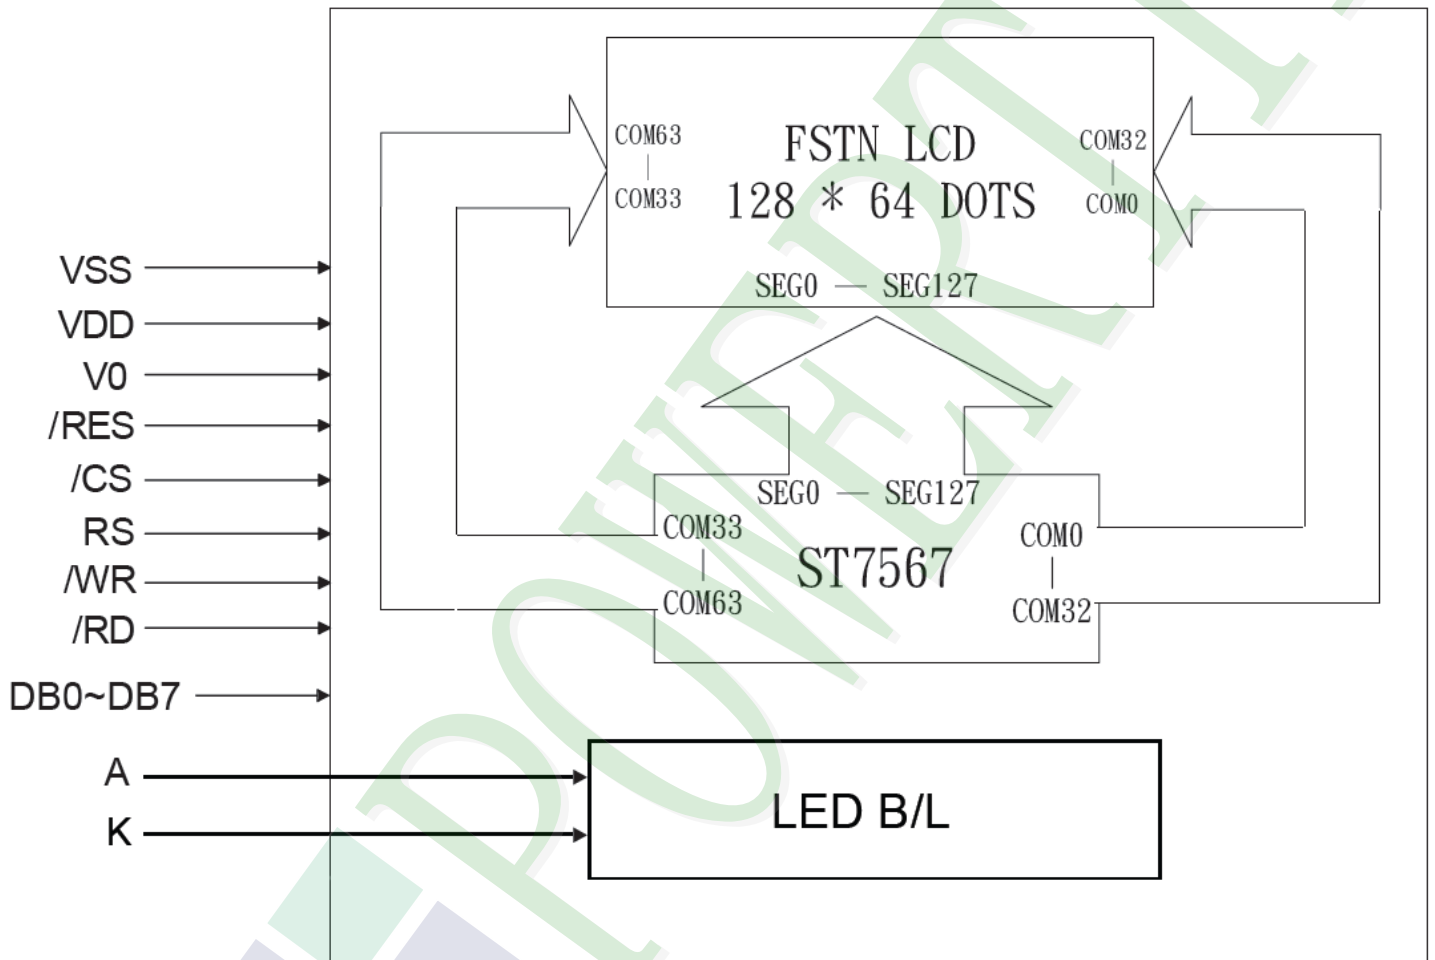 COM63
COM33
FSTN LCD
128 * 64 DOTS
COM32
COM0
SEG0 — SEG127
VSS
VDD
V0
/RES
/CS
RS
/WR
/RD
DB0~DB7
A
K
SEG0 — SEG127
COM33
COM63
ST7567
COM0
COM32
LED B/L
POWERTI